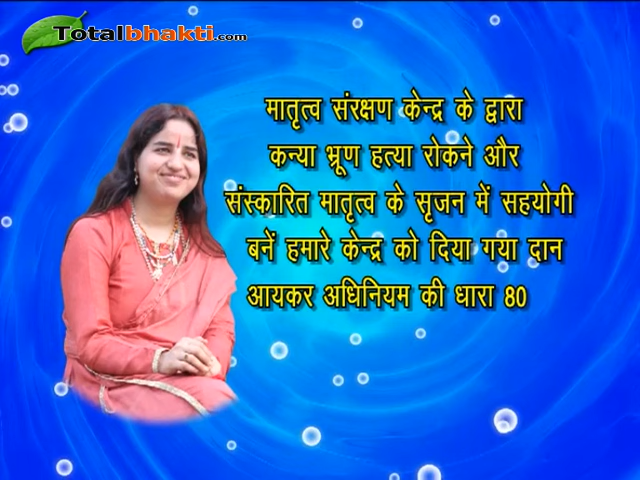 Totalbhakti.com
मातृत्व संरक्षण केन्द्र के द्वारा
कन्या भ्रूण हत्या रोकने और
संस्कारित मातृत्व के सृजन में सहयोगी
बनें हमारे केन्द्र को दिया गया दान
आयकर अधिनियम की धारा 80